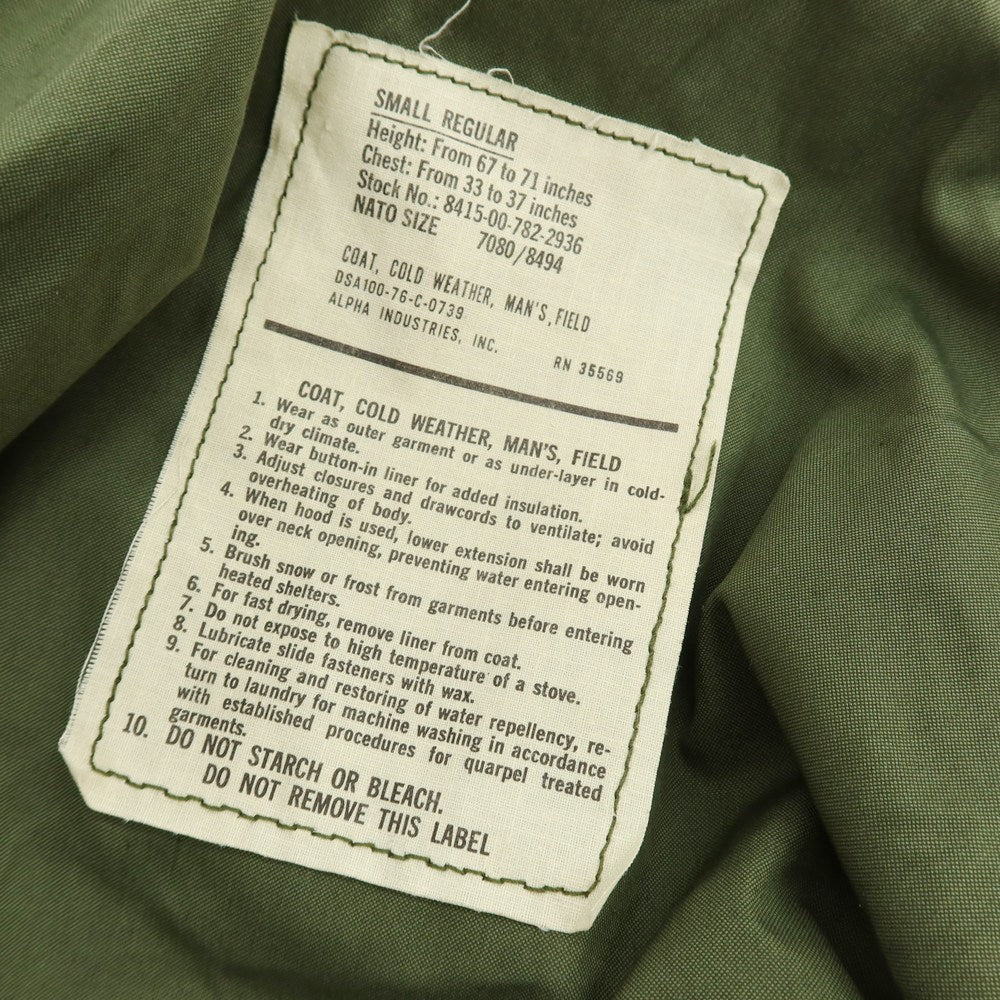 SMALL REGULAR
Height: From 67 to 71 inches
Chest: From 33 to 37 inches
Stock No.: 8415-00-782-2936
NATO SIZE 7080/8494
COAT, COLD WEATHER, MAN'S, FIELD
DSA100-76-C-0739
ALPHA INDUSTRIES, INC. RN 35569
COAT, COLD WEATHER, MAN'S, FIELD
1. Wear as outer garment or as under-layer in cold-
dry climate.
2. Wear button-in liner for added insulation.
3. Adjust closures and drawcords to ventilate; avoid
overheating of body.
4. When hood is used, lower extension shall be worn
over neck opening, preventing water entering open-
ing.
5. Brush snow or frost from garments before entering
heated shelters.
6. For fast drying, remove liner from coat.
7. Do not expose to high temperature of a stove.
8. Lubricate slide fasteners with wax.
9. For cleaning and restoring of water repellency, re-
turn to laundry for machine washing in accordance
with established procedures for quarpel treated
garments.
10. DO NOT STARCH OR BLEACH.
DO NOT REMOVE THIS LABEL